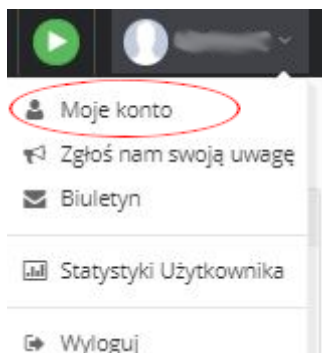 Moje konto
Zgłoś nam swoją uwagę
Biuletyn
Statystyki Użytkownika
Wyloguj